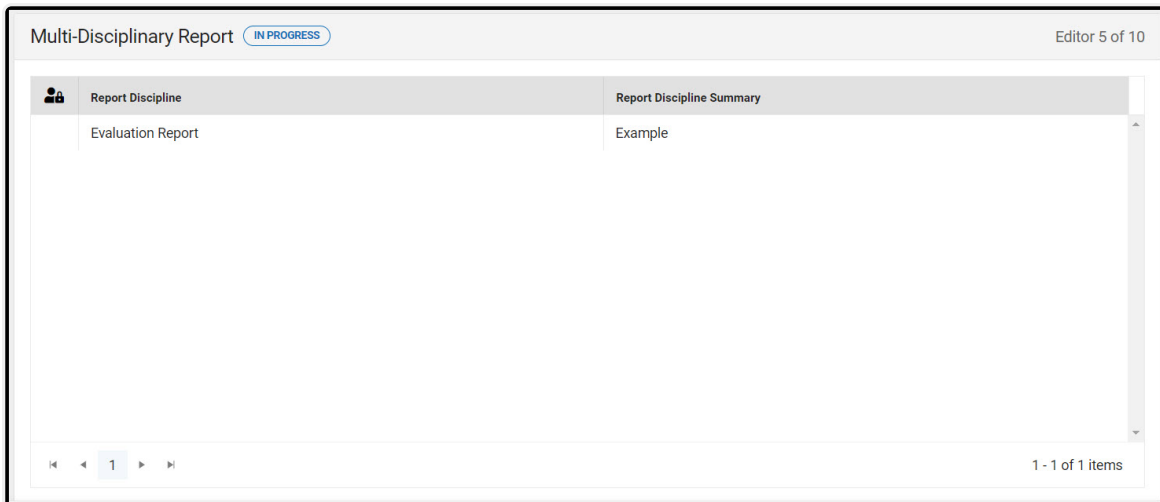 Multi-Disciplinary Report IN PROGRESS Editor 5 of 10
Report Discipline Report Discipline Summary
Evaluation Report Example
1 1 - 1 of 1 items